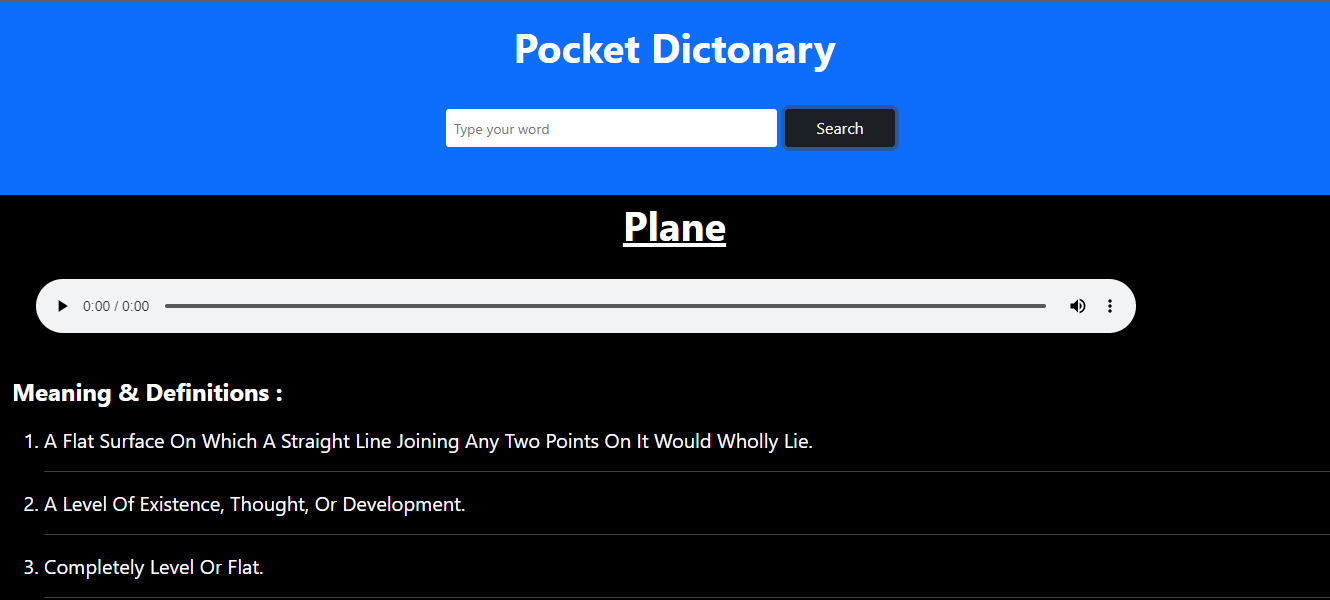 Pocket Dictonary
Type your word
Search
Plane
0:00 / 0:00
Meaning & Definitions :
1. A Flat Surface On Which A Straight Line Joining Any Two Points On It Would Wholly Lie.
2. A Level Of Existence, Thought, Or Development.
3. Completely Level Or Flat.